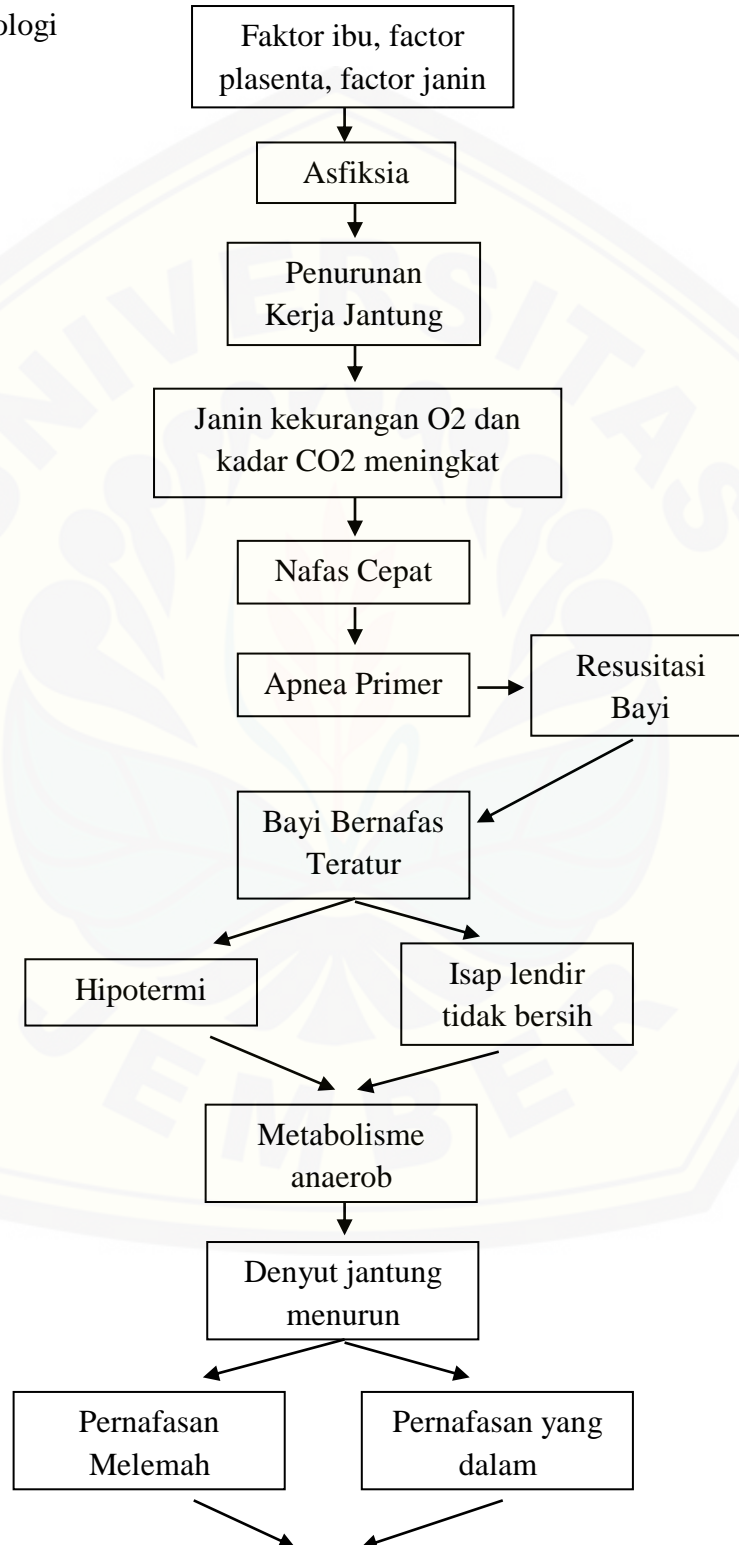 ologi
Faktor ibu, factor
plasenta, factor janin
Asfiksia
Penurunan
Kerja Jantung
Janin kekurangan O2 dan
kadar CO2 meningkat
Nafas Cepat
Apnea Primer
Resusitasi
Bayi
Bayi Bernafas
Teratur
Hipotermi
Isap lendir
tidak bersih
Metabolisme
anaerob
Denyut jantung
menurun
Pernafasan
Melemah
Pernafasan yang
dalam
UNIVERSITAS
JEMBER